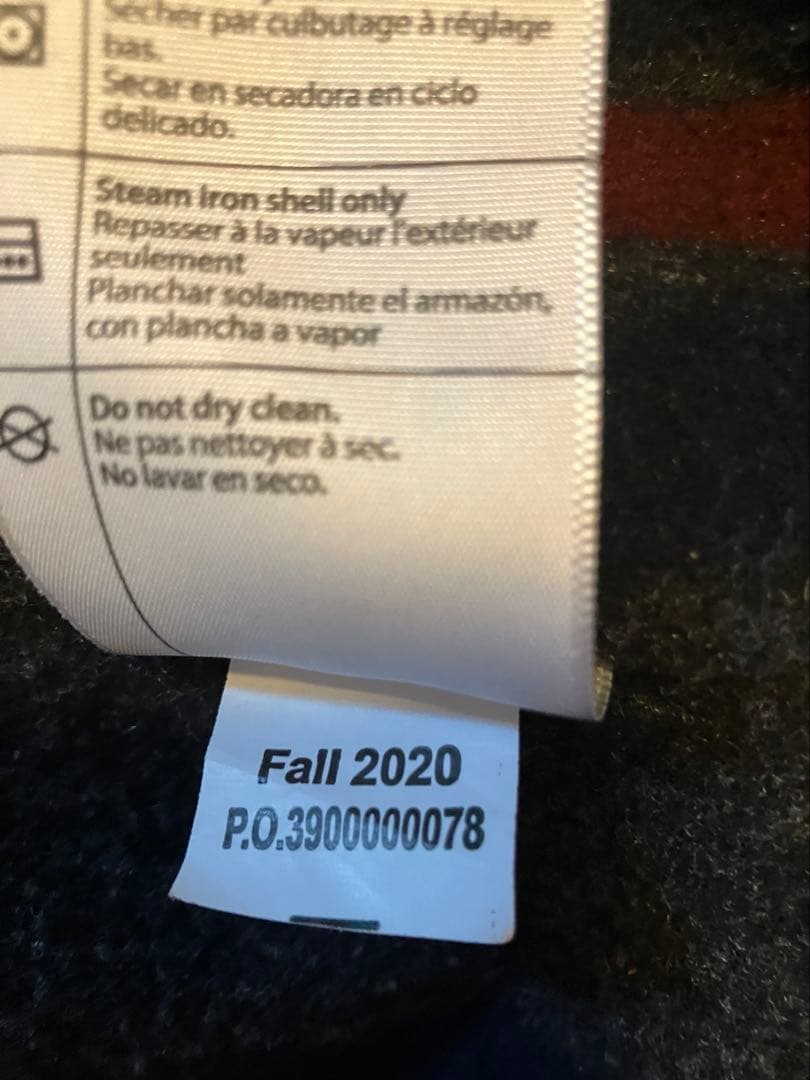 Sécher par culbutage à réglage
bas.
Secar en secadora en ciclo
delicado.
Steam Iron shell only
Repasser à la vapeur l'extérieur
seulement
Planchar solamente el armazón,
con plancha a vapor
Do not dry clean.
Ne pas nettoyer à sec.
No lavar en seco.
Fall 2020
P.O.3900000078